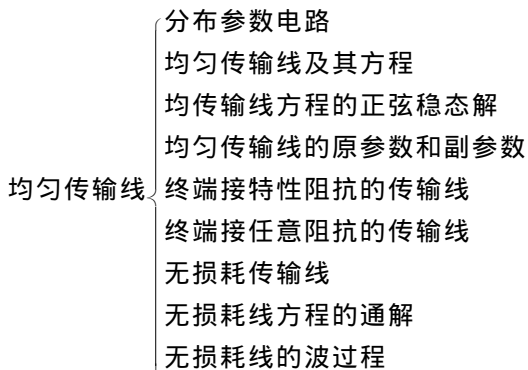 分布参数电路
均匀传输线及其方程
均传输线方程的正弦稳态解
均匀传输线的原参数和副参数
均匀传输线
终端接特性阻抗的传输线
终端接任意阻抗的传输线
无损耗传输线
无损耗线方程的通解
无损耗线的波过程